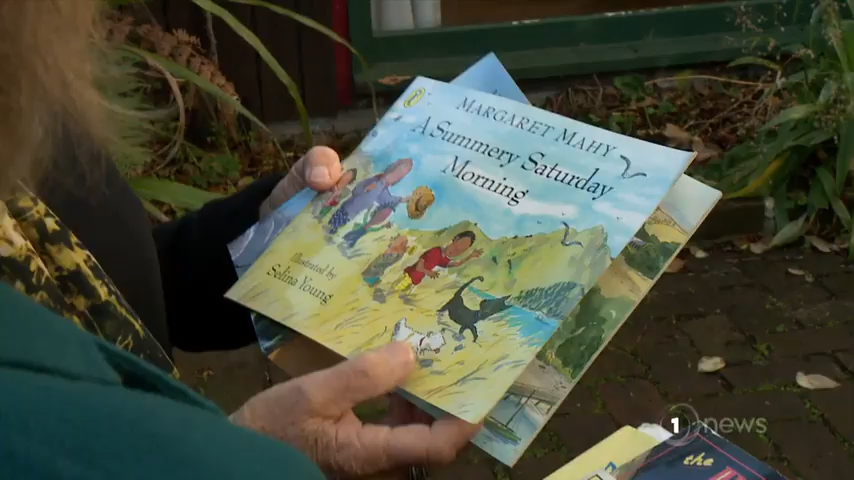 MARGARET MAHY
A Summery Saturday
Morning
Illustrated by
Selina Young
1 news
the